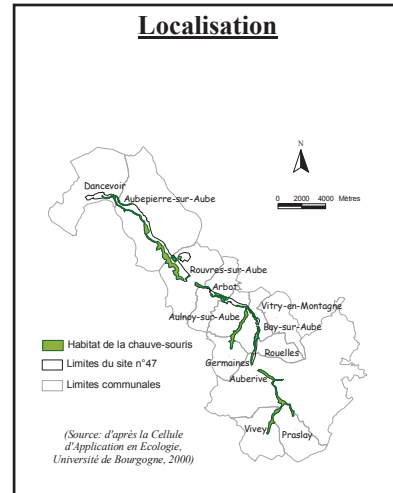 Localisation
N
0 2000 4000 Mètres
Dancevoir
Aubepierre-sur-Aube
Rouvres-sur-Aube
Arbot
Vitry-en-Montagne
Aulnoy-sur-Aube
Bay-sur-Aube
Germaines
Rouelles
Auberive
Vivey
Praslay
Habitat de la chauve-souris
Limites du site n°47
Limites communales
(Source: d'après la Cellule
d'Application en Ecologie,
Université de Bourgogne, 2000)